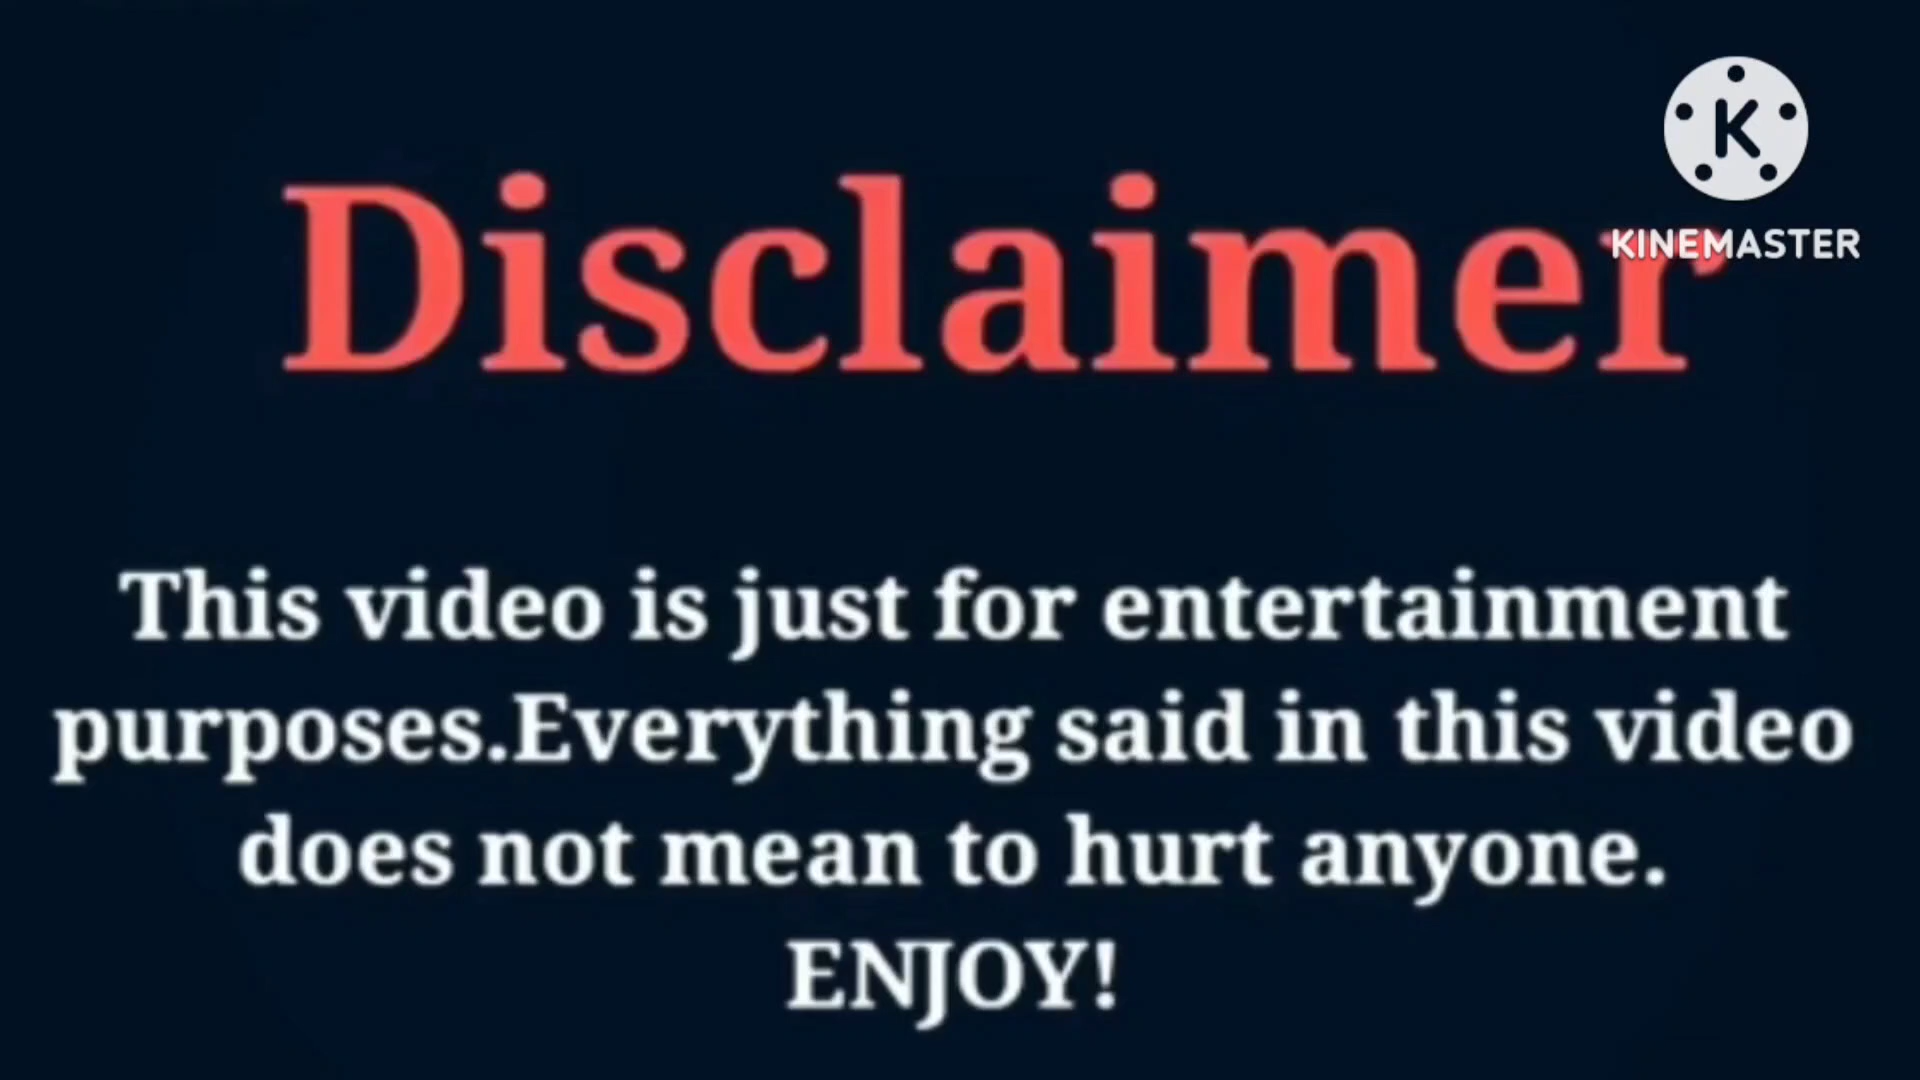 K
KINEMASTER
Disclaimer
This video is just for entertainment
purposes.Everything said in this video
does not mean to hurt anyone.
ENJOY!